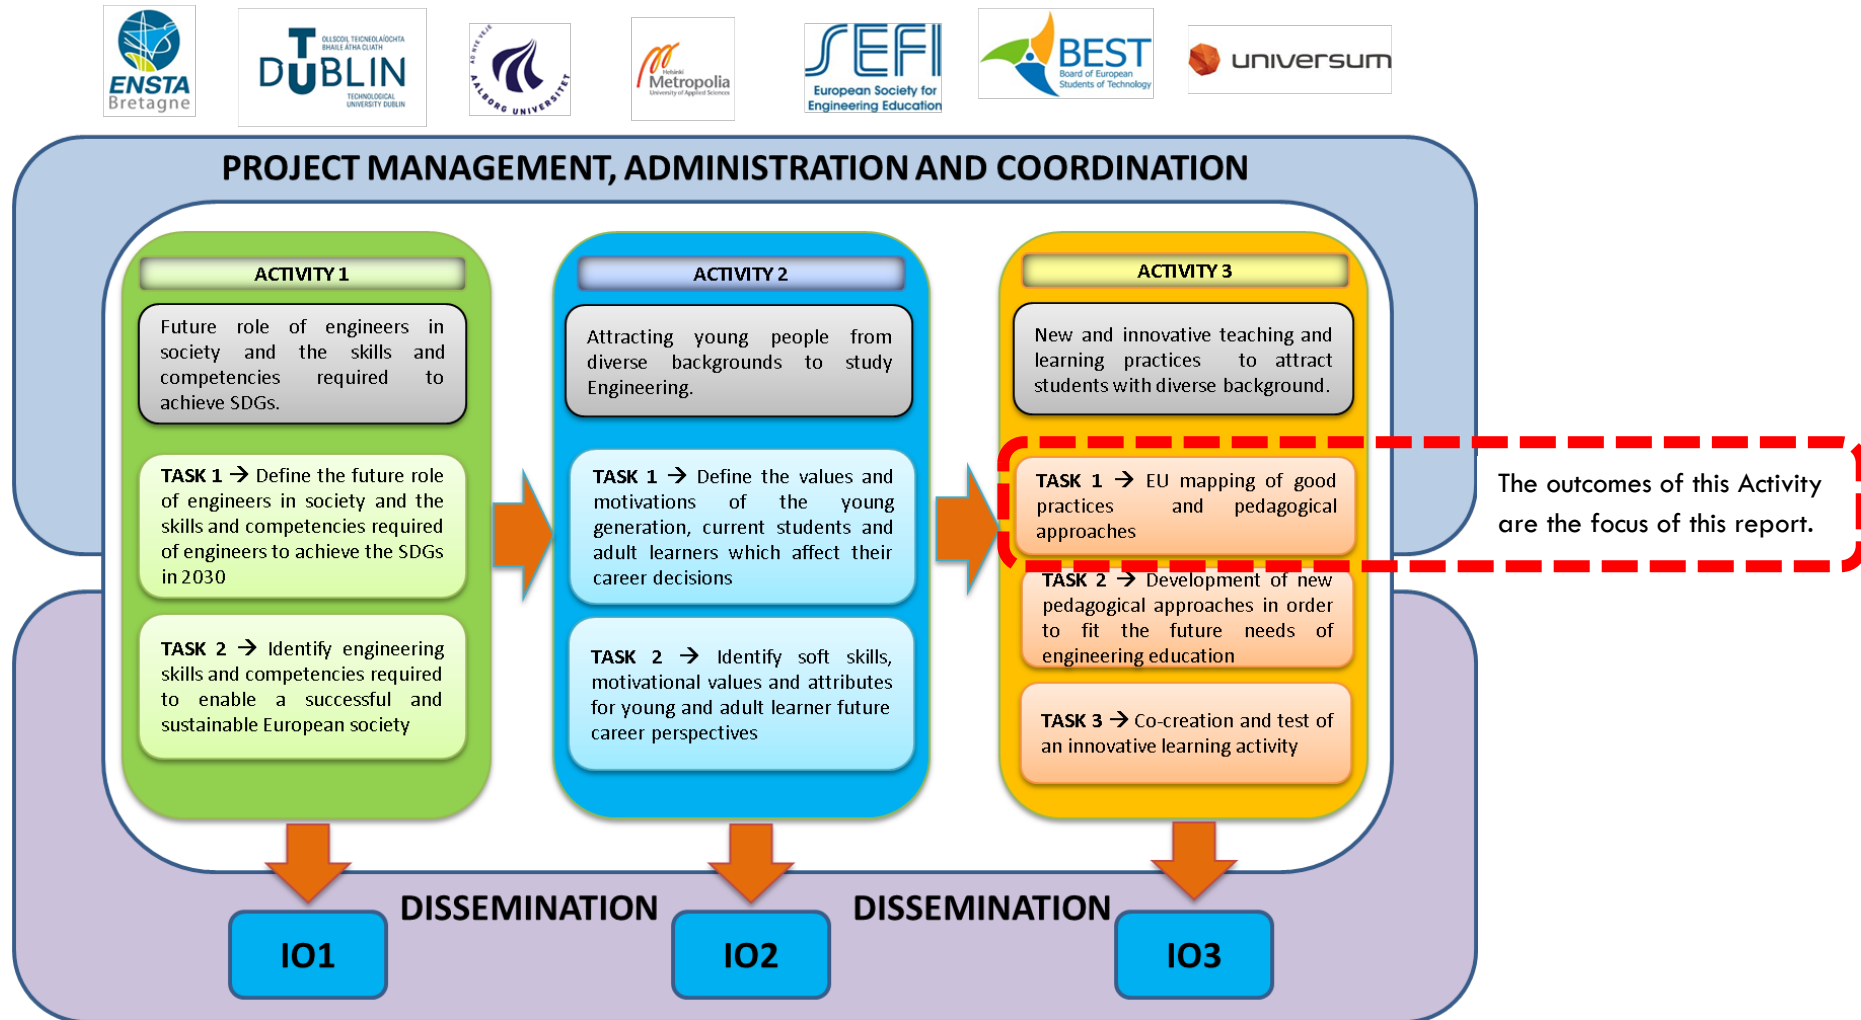 ENSTA
Bretagne
OLLSCOIL TEICNEOLAÍOCHTA
BHAILE ÁTHA CLIATH
TU
DUBLIN
TECHNOLOGICAL
UNIVERSITY DUBLIN
AALBORG UNIVERSITET
Helsinki
Metropolia
University of Applied Sciences
SEFI
European Society for
Engineering Education
BEST
Board of European
Students of Technology
universum
PROJECT MANAGEMENT, ADMINISTRATION AND COORDINATION
ACTIVITY 1
Future role of engineers in
society and the skills and
competencies required to
achieve SDGs.
TASK 1 → Define the future role
of engineers in society and the
skills and competencies required
of engineers to achieve the SDGs
in 2030
TASK 2 → Identify engineering
skills and competencies required
to enable a successful and
sustainable European society
ACTIVITY 2
Attracting young people from
diverse backgrounds to study
Engineering.
TASK 1 → Define the values and
motivations of the young
generation, current students and
adult learners which affect their
career decisions
TASK 2 → Identify soft skills,
motivational values and attributes
for young and adult learner future
career perspectives
ACTIVITY 3
New and innovative teaching and
learning practices to attract
students with diverse background.
TASK 1 → EU mapping of good
practices and pedagogical
approaches
TASK 2 → Development of new
pedagogical approaches in order
to fit the future needs of
engineering education
TASK 3 → Co-creation and test of
an innovative learning activity
The outcomes of this Activity
are the focus of this report.
DISSEMINATION DISSEMINATION
IO1
IO2
IO3